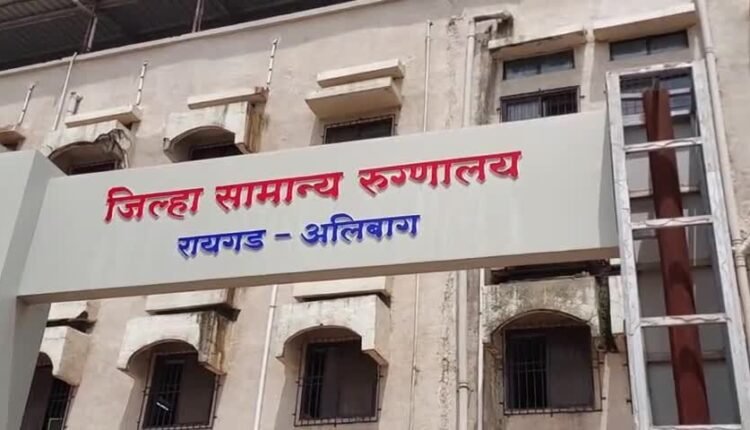 जिल्हा सामान्य रुग्णालय
रायगड - अलिबाग